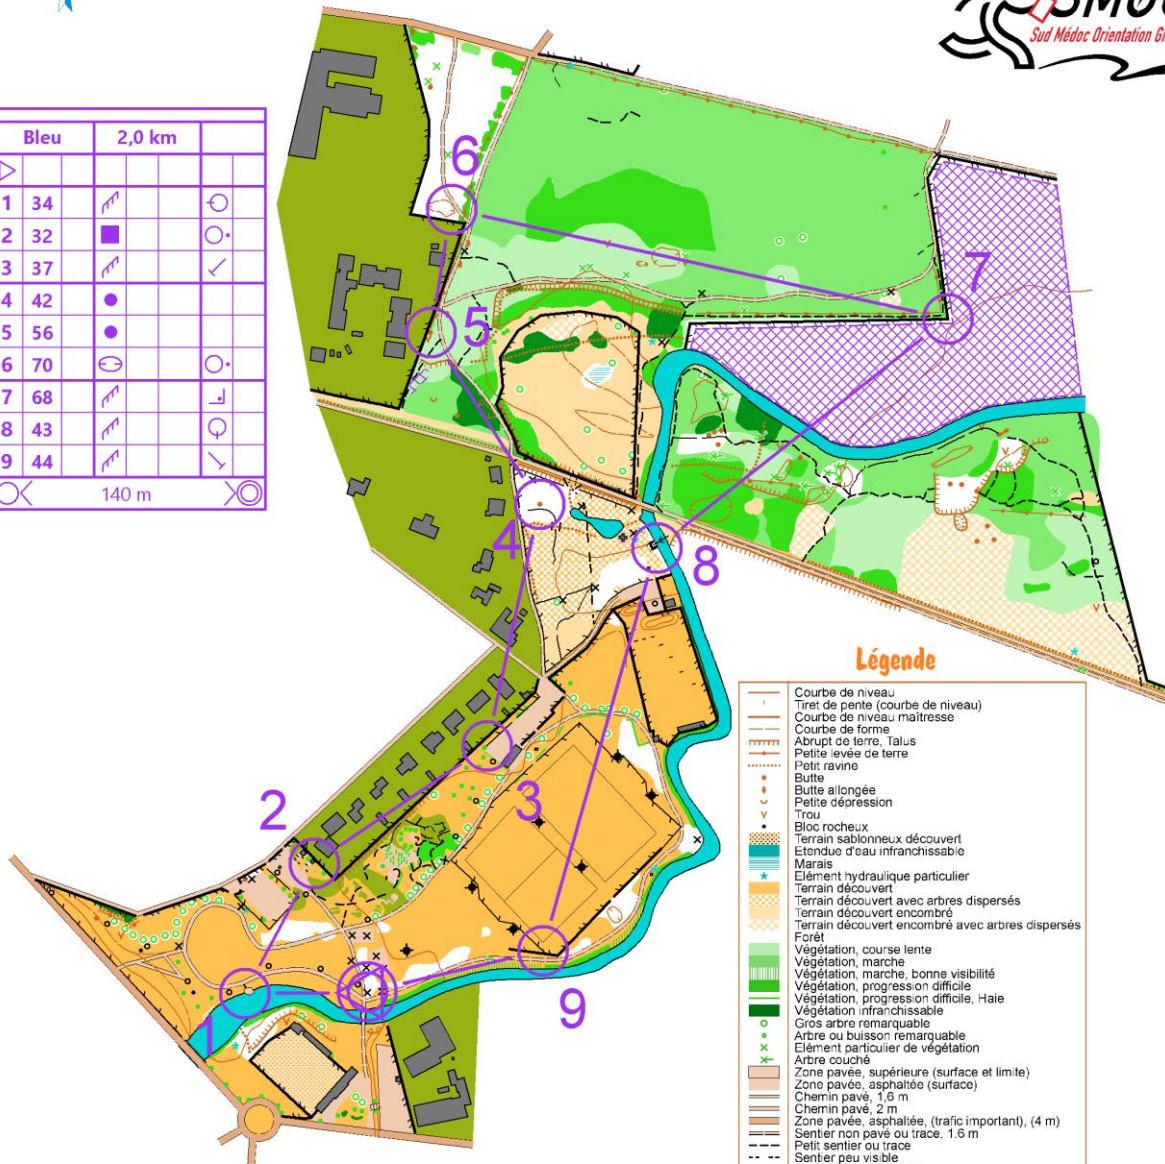 Sud Médoc Orientation
Bleu 2,0 km
1 34
2 32
3 37
4 42
5 56
6 70
7 68
8 43
9 44
140 m
6
7
5
4
8
3
2
1
9
Légende
Courbe de niveau
Tiret de pente (courbe de niveau)
Courbe de niveau maîtresse
Courbe de forme
Abrupt de terre, Talus
Petite levée de terre
Petit ravine
Butte
Butte allongée
Petite dépression
Trou
Bloc rocheux
Terrain sablonneux découvert
Etendue d'eau infranchissable
Marais
Elément hydraulique particulier
Terrain découvert
Terrain découvert avec arbres dispersés
Terrain découvert encombré
Terrain découvert encombré avec arbres dispersés
Forêt
Végétation, course lente
Végétation, marche
Végétation, marche, bonne visibilité
Végétation, progression difficile
Végétation, progression difficile, Haie
Végétation infranchissable
Gros arbre remarquable
Arbre ou buisson remarquable
Elément particulier de végétation
Arbre couché
Zone pavée, supérieure (surface et limite)
Zone pavée, asphaltée (surface)
Chemin pavé, 1,6 m
Chemin pavé, 2 m
Zone pavée, asphaltée, (trafic important), (4 m)
Sentier non pavé ou trace, 1.6 m
Petit sentier ou trace
Sentier peu visible